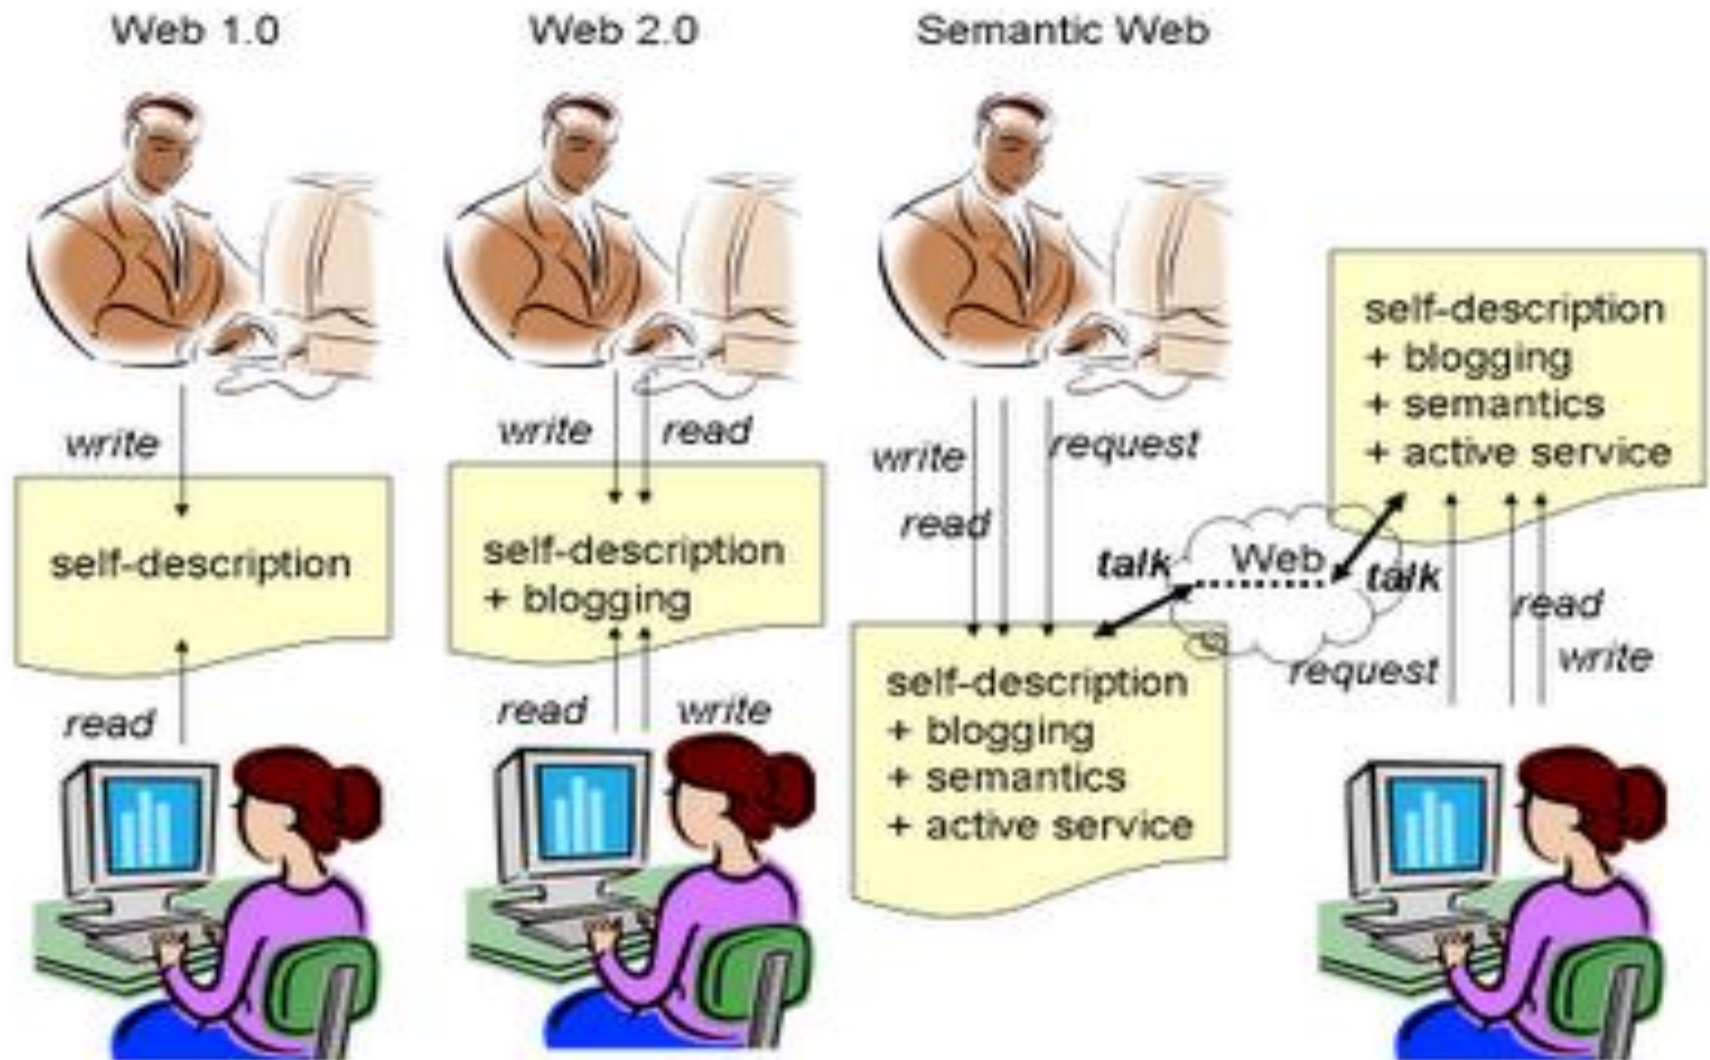 Web 1.0
write
self-description
read
Web 2.0
write read
self-description
+ blogging
read write
Semantic Web
write
read
request
self-description
+ blogging
+ semantics
+ active service
talk
Web
talk
self-description
+ blogging
+ semantics
+ active service
request
read
write